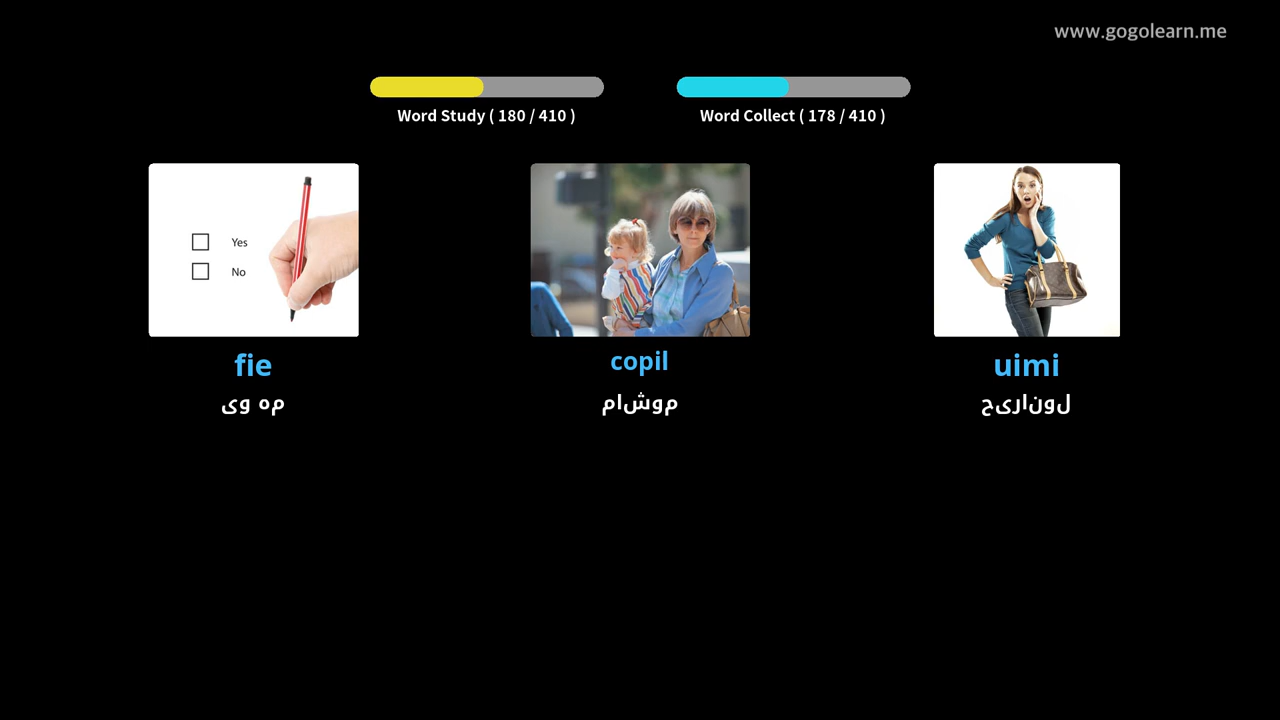 www.gogolearn.me
Word Study ( 180 / 410 )
Word Collect ( 178 / 410 )
Yes
No
fie
مه وی
copil
موشام
uimi
لوناریح